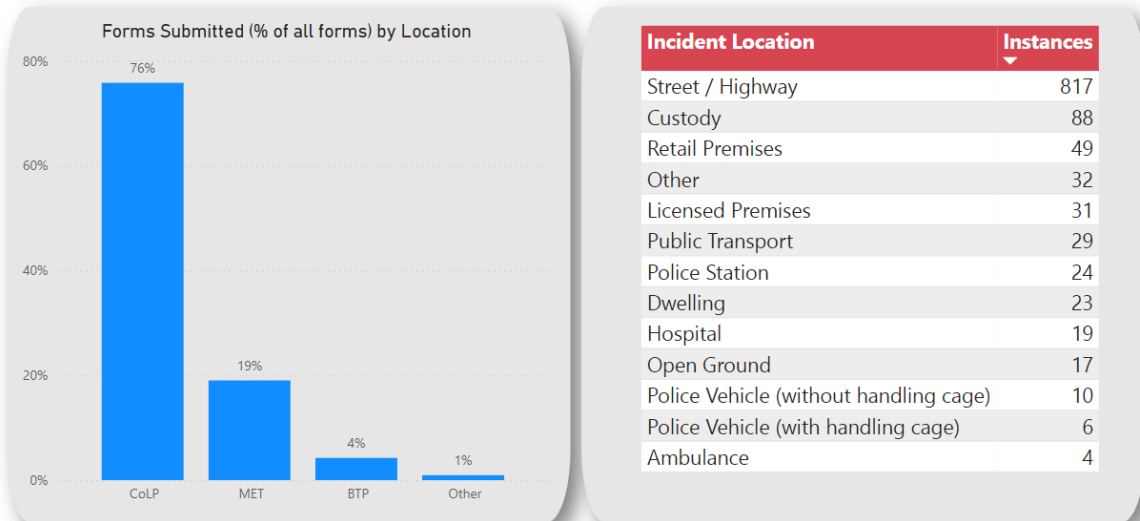 Forms Submitted (% of all forms) by Location
80%
60%
40%
20%
0%
76%
19%
4%
1%
CoLP MET BTP Other
Incident Location Instances
Street / Highway 817
Custody 88
Retail Premises 49
Other 32
Licensed Premises 31
Public Transport 29
Police Station 24
Dwelling 23
Hospital 19
Open Ground 17
Police Vehicle (without handling cage) 10
Police Vehicle (with handling cage) 6
Ambulance 4